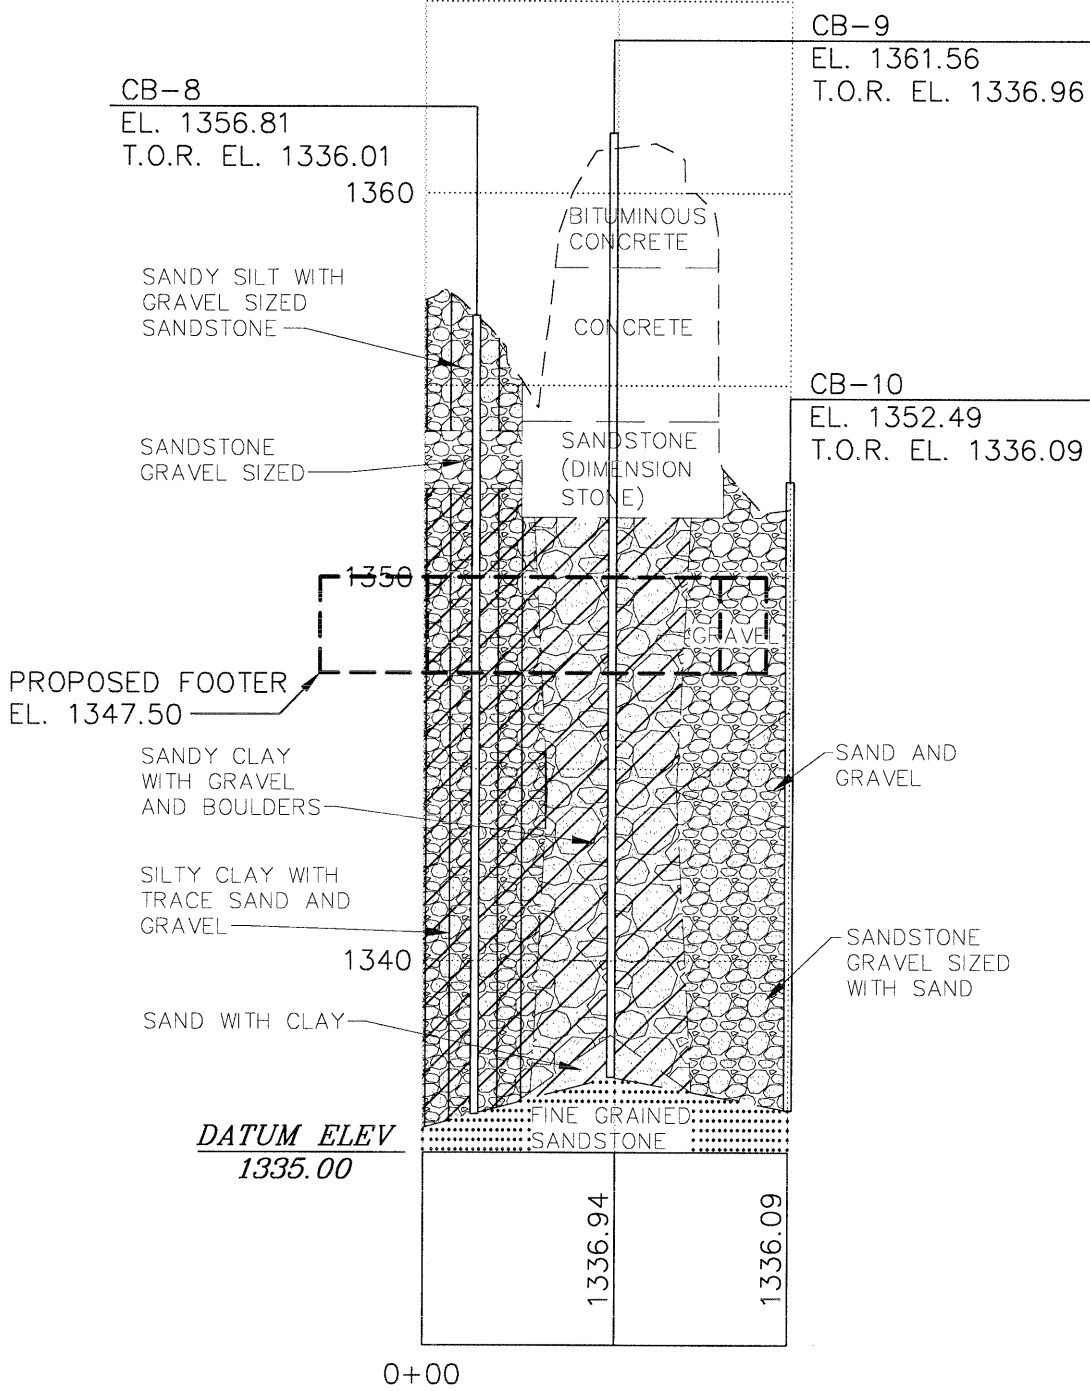 CB-9
EL. 1361.56
T.O.R. EL. 1336.96
CB-8
EL. 1356.81
T.O.R. EL. 1336.01
1360
BITUMINOUS
CONCRETE
SANDY SILT WITH
GRAVEL SIZED
SANDSTONE
CONCRETE
CB-10
EL. 1352.49
T.O.R. EL. 1336.09
SANDSTONE
GRAVEL SIZED
SANDSTONE
(DIMENSION
STONE)
1350
GRAVEL
PROPOSED FOOTER
EL. 1347.50
SANDY CLAY
WITH GRAVEL
AND BOULDERS
SAND AND
GRAVEL
SILTY CLAY WITH
TRACE SAND AND
GRAVEL
1340
SANDSTONE
GRAVEL SIZED
WITH SAND
SAND WITH CLAY
FINE GRAINED
SANDSTONE
DATUM ELEV
1335.00
1336.94
1336.09
0+00